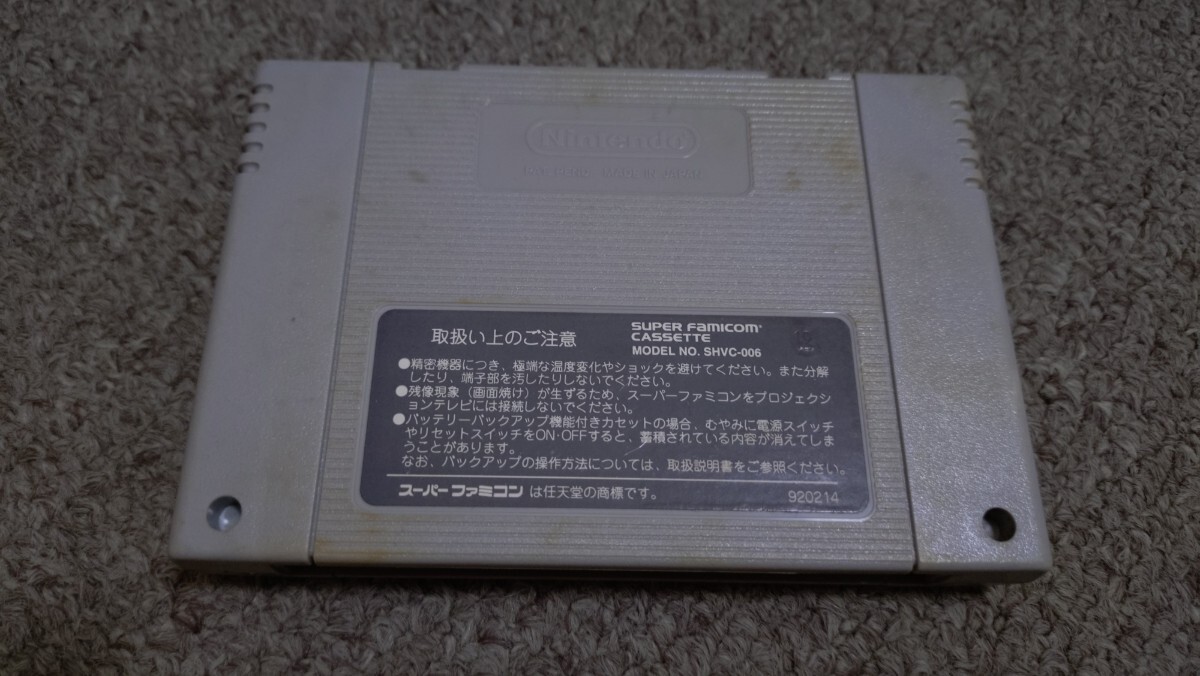 Nintendo
MADE IN JAPAN
取扱い上のご注意
SUPER FAMICOM
CASSETTE
MODEL NO. SHVC-006
●精密機器につき、極端な温度変化やショックを避けてください。また分解
したり、端子部を汚したりしないでください。
●残像現象(画面焼け)が生ずるため、スーパーファミコンをプロジェクシ
ョンテレビには接続しないでください。
●バッテリーバックアップ機能付きカセットの場合、むやみに電源スイッチ
やリセットスイッチをON・OFFすると、蓄積されている内容が消えてしま
うことがあります。
なお、バックアップの操作方法については、取扱説明書をご参照ください。
スーパーファミコン は任天堂の商標です。
920214